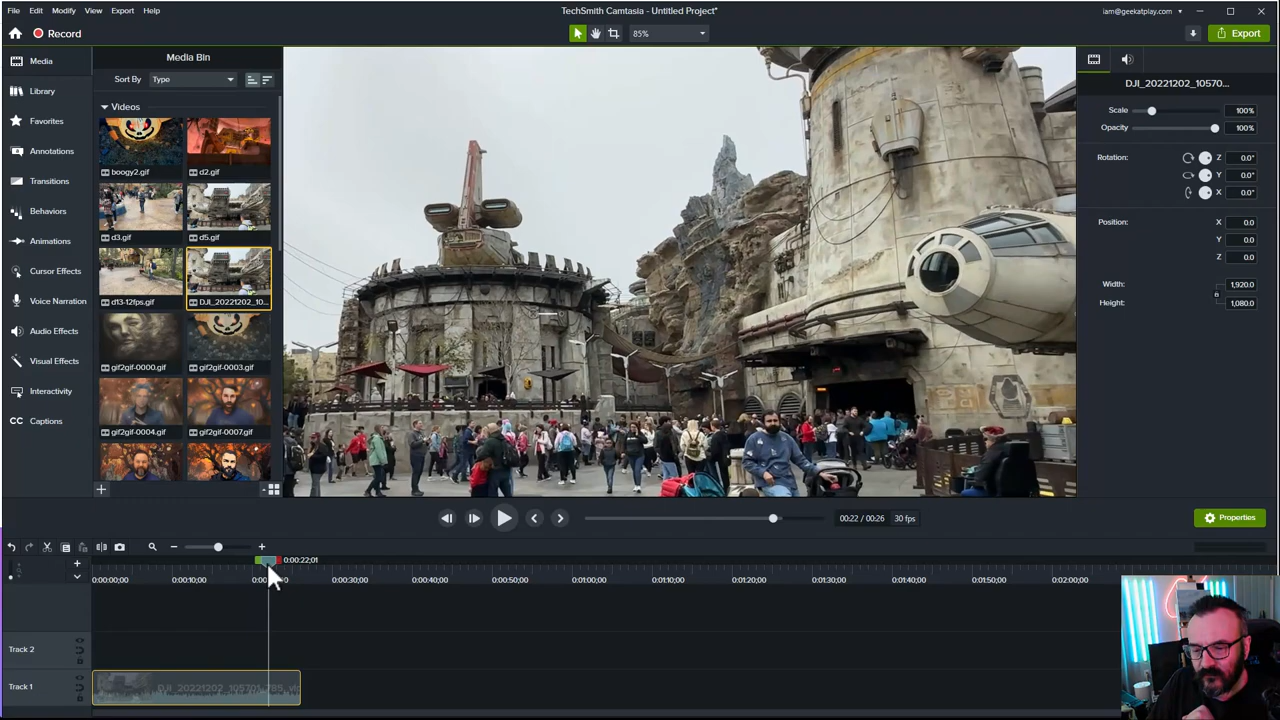 File Edit Modify View Export Help
TechSmith Camtasia - Untitled Project*
iam@geekatplay.com
Record
85%
Export
Media
Library
Favorites
Annotations
Transitions
Behaviors
Animations
Cursor Effects
Voice Narration
Audio Effects
Visual Effects
Interactivity
CC Captions
Media Bin
Sort By Type
Videos
boogy2.gif d2.gif
d3.gif d5.gif
d13-12fps.gif DJI_20221202_10...
gif2gif-0000.gif gif2gif-0003.gif
gif2gif-0004.gif gif2gif-0007.gif
DJI_20221202_10570...
Scale 100%
Opacity 100%
Rotation: Z 0.0°
Y 0.0°
X 0.0°
Position: X 0.0
Y 0.0
Z 0.0
Width: 1,920.0
Height: 1,080.0
00:22 / 00:26 30 fps
Properties
0:00:22;01
0:00:00;00 0:00:10;00 0:00:30;00 0:00:40;00 0:00:50;00 0:01:00;00 0:01:10;00 0:01:20;00 0:01:30;00 0:01:40;00 0:01:50;00 0:02:00;00
Track 2
Track 1